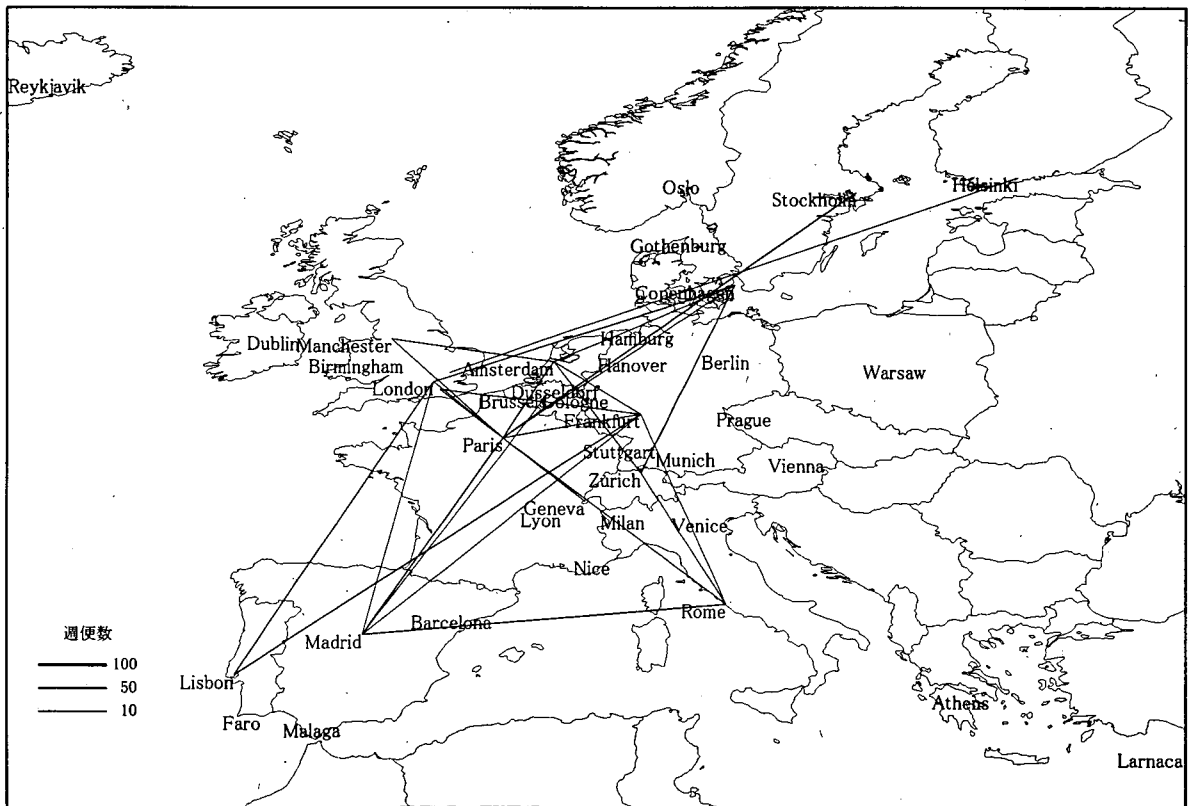 Reykjavik
Oslo
Stockholm
Helsinki
Gothenburg
Copenhagen
Dublin
Manchester
Hamburg
Birmingham
Amsterdam
Hanover
Berlin
Warsaw
London
Düsseldorf
Brussels
Cologne
Frankfurt
Prague
Paris
Stuttgart
Munich
Vienna
Zürich
Geneva
Lyon
Milan
Venice
Nice
Rome
Barcelona
Madrid
週便数
100
50
10
Lisbon
Faro
Malaga
Athens
Larnaca